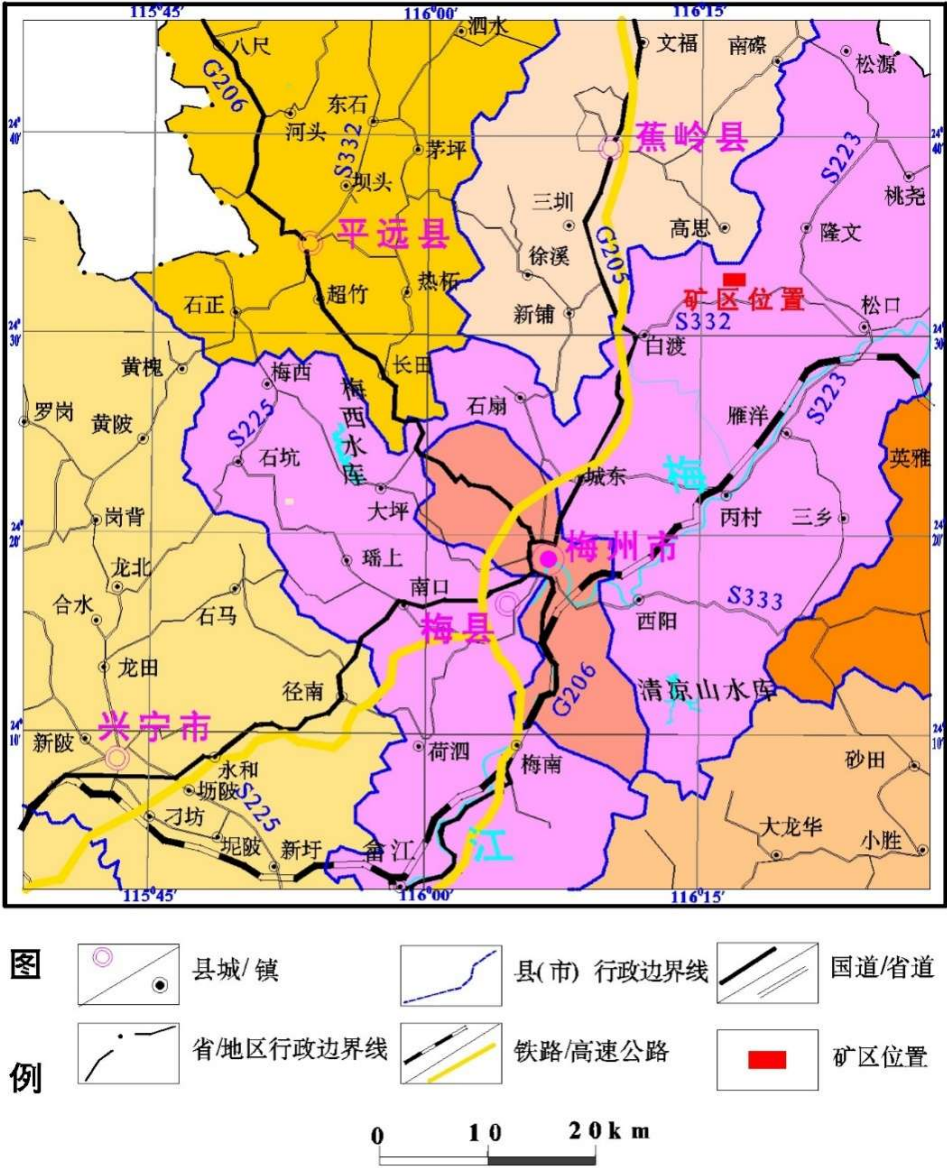 115°45′ 116°00′ 116°15′
八尺 泗水 文福 南磜 松源
G206 东石 河头 S332 茅坪 坝头
24°40′ 蕉岭县 S223 24°40′
桃尧
三圳 高思 隆文
平远县 徐溪 G205
热柘 矿区位置
石正 超竹 新铺 S332 松口
24°30′ 白渡 24°30′
黄槐 梅西 长田
罗岗 黄陂 S225 梅西水库 石扇 雁洋 S223
石坑 城东 梅 英雅
大坪 丙村 三乡
岗背
24°20′ 梅州市 24°20′
龙北 瑶上 南口
合水 石马 梅县 西阳 S333
龙田
径南 G206 清凉山水库
兴宁市
24°10′ 新陂 荷泗 梅南 24°10′
永和 坜陂 S225 砂田
刁坊 坭陂 新圩 畲江 江 大龙华 小胜
115°45′ 116°00′ 116°15′
图例
县城/镇 县(市) 行政边界线 国道/省道
省/地区行政边界线 铁路/高速公路 矿区位置
0 10 20km